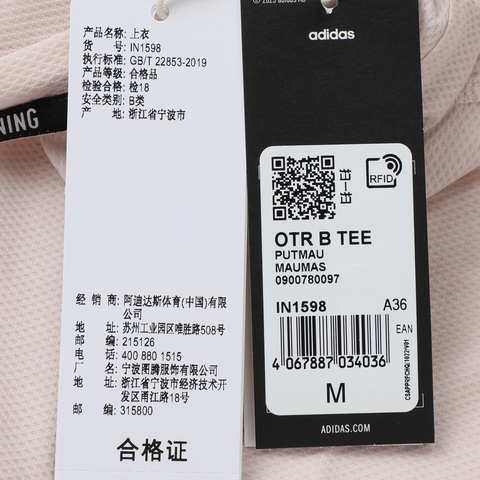 产品名称: 上衣
货    号: IN1598
执行标准: GB/T 22853-2019
产品等级: 合格品
检验合格: 检18
安全类别: B类
产    地: 浙江省宁波市
经 销 商: 阿迪达斯体育(中国)有限
公司
地址: 苏州工业园区唯胜路508号
邮编: 215126
电话: 400 880 1515
厂家: 宁波图腾服饰有限公司
地址: 浙江省宁波市经济技术开
发区甬江路18号
邮编: 315800
合格证
NING
adidas
RFID
OTR B TEE
PUTMAU
MAUMAS
0900780097
IN1598 A36
EAN
4 067887 034036
M
ADIDAS.COM